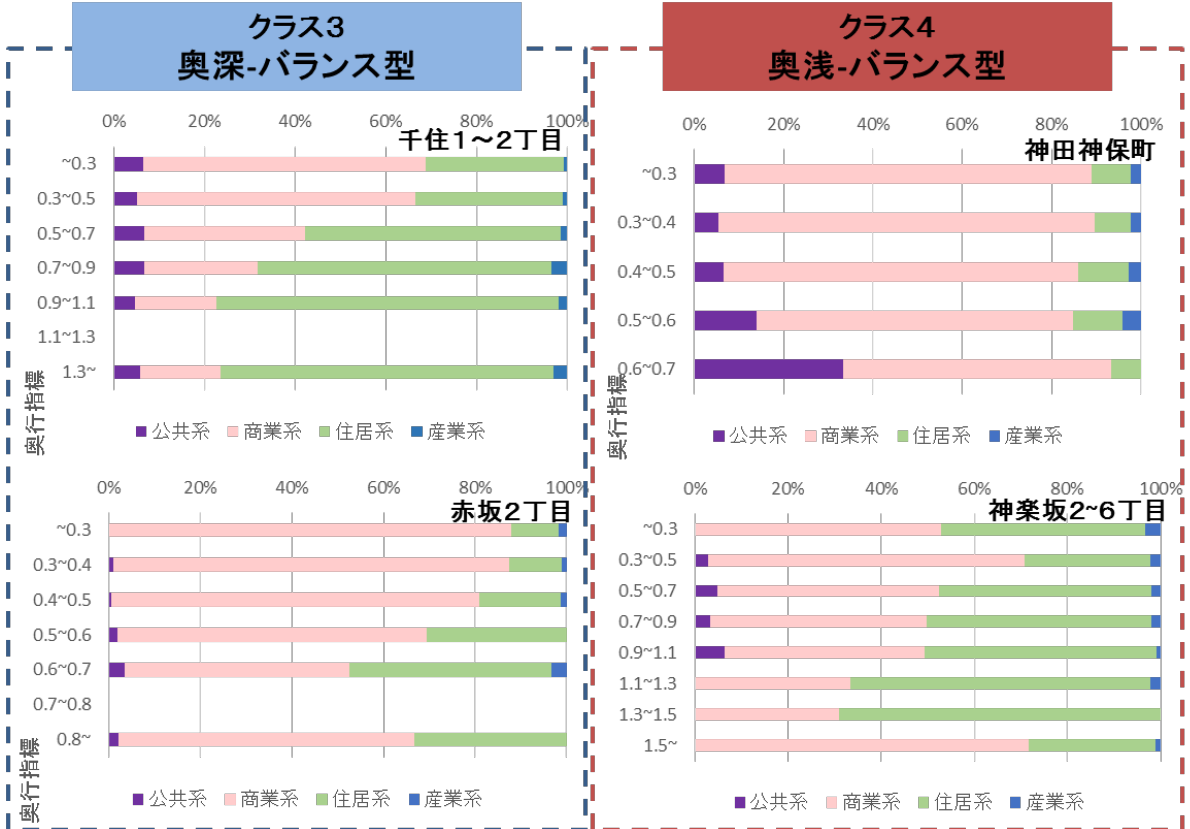 クラス3
奥深-バランス型
0% 20% 40% 60% 80% 100%
千住1～2丁目
~0.3
0.3~0.5
0.5~0.7
0.7~0.9
0.9~1.1
1.1~1.3
1.3~
奥行指標
公共系 商業系 住居系 産業系
0% 20% 40% 60% 80% 100%
赤坂2丁目
~0.3
0.3~0.4
0.4~0.5
0.5~0.6
0.6~0.7
0.7~0.8
0.8~
奥行指標
公共系 商業系 住居系 産業系
クラス4
奥浅-バランス型
0% 20% 40% 60% 80% 100%
神田神保町
~0.3
0.3~0.4
0.4~0.5
0.5~0.6
0.6~0.7
奥行指標
公共系 商業系 住居系 産業系
0% 20% 40% 60% 80% 100%
神楽坂2~6丁目
~0.3
0.3~0.5
0.5~0.7
0.7~0.9
0.9~1.1
1.1~1.3
1.3~1.5
1.5~
公共系 商業系 住居系 産業系